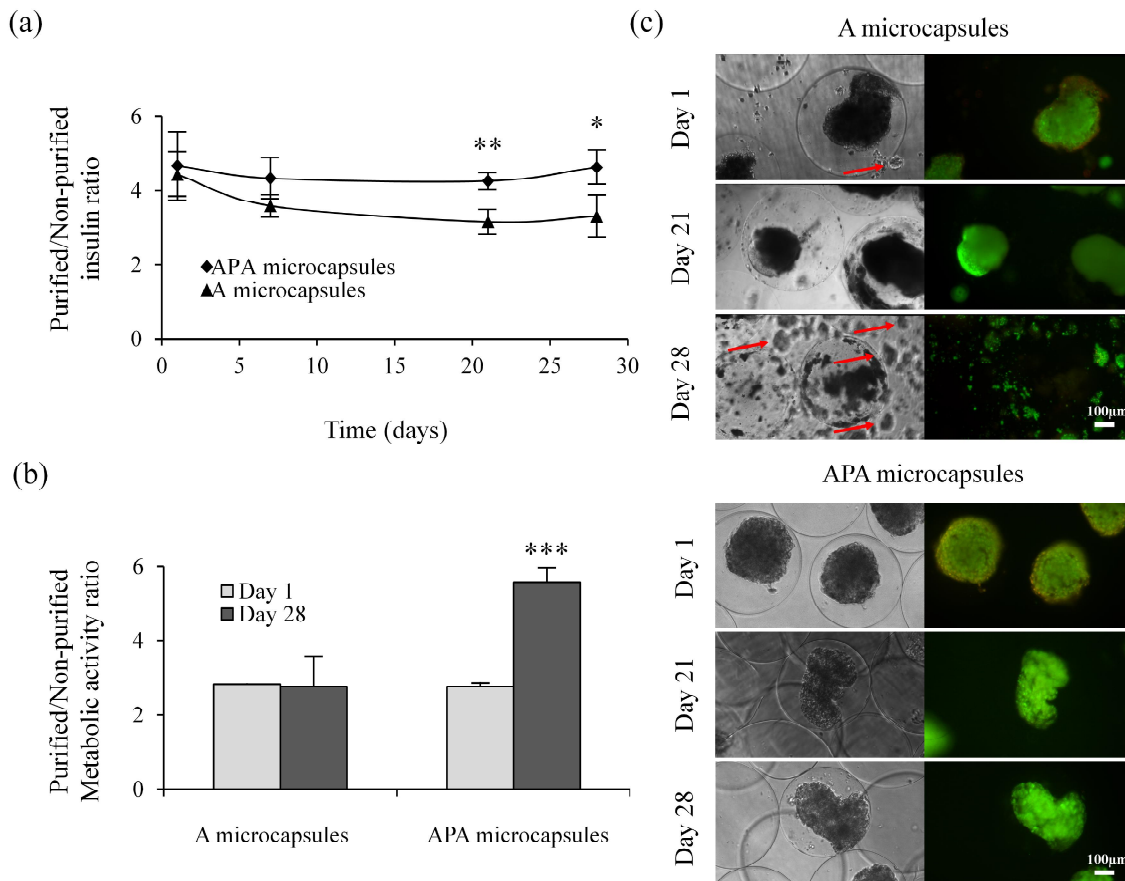 (a)
Purified/Non-purified
insulin ratio
6
4
2
0
**
*
APA microcapsules
A microcapsules
0
5
10
15
20
25
30
Time (days)
(b)
Purified/Non-purified
Metabolic activity ratio
6
4
2
0
***
Day 1
Day 28
A microcapsules
APA microcapsules
(c)
A microcapsules
Day 1
Day 21
Day 28
100µm
APA microcapsules
Day 1
Day 21
Day 28
100µm